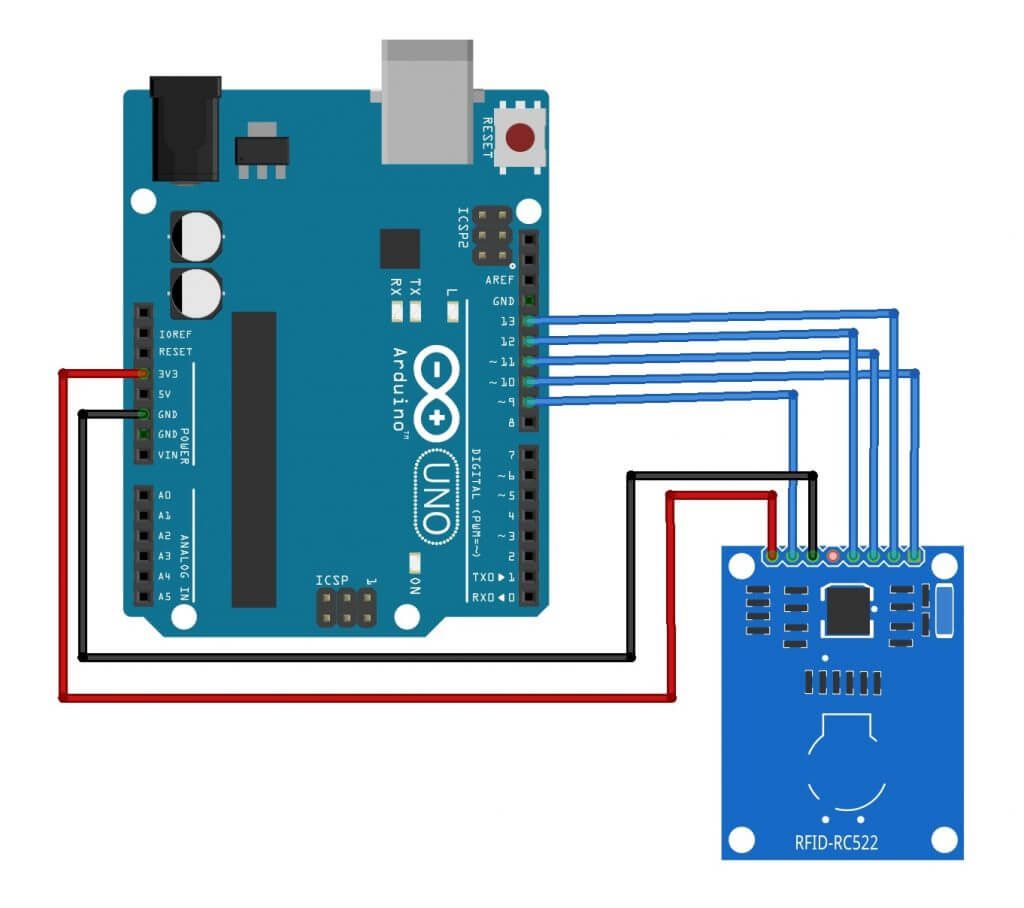 RESET
ICSP2
AREF
GND
RX
TX
L
13
12
~11
~10
~9
8
IOREF
RESET
3V3
5V
GND
GND
VIN
POWER
Arduino™
UNO
DIGITAL (PWM=~)
7
~6
~5
4
~3
2
TX0▶1
RX0◀0
A0
A1
A2
A3
A4
A5
ANALOG IN
ICSP
1
ON
RFID-RC522